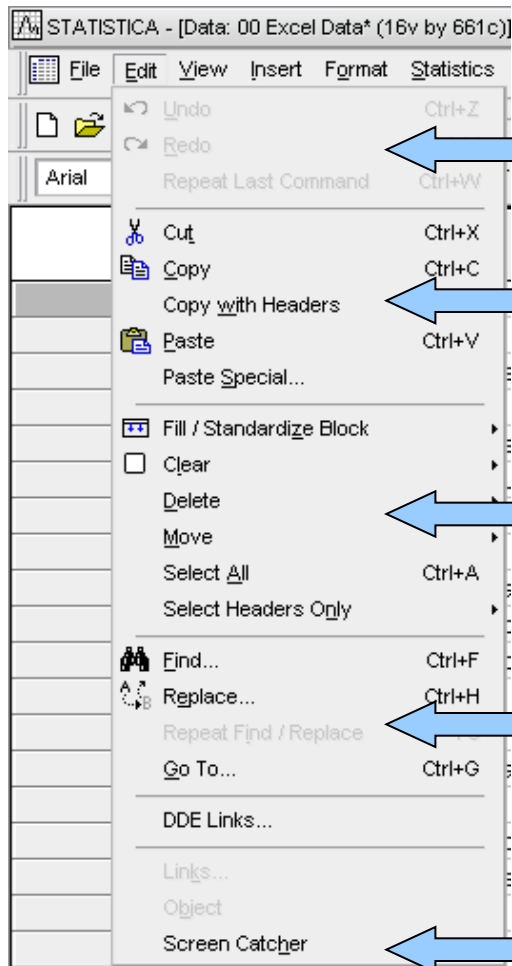 STATISTICA - [Data: 00 Excel Data* (16v by 661c)]
File Edit View Insert Format Statistics
Undo Ctrl+Z
Redo
Arial
Repeat Last Command Ctrl+W
Cut Ctrl+X
Copy Ctrl+C
Copy with Headers
Paste Ctrl+V
Paste Special...
Fill / Standardize Block
Clear
Delete
Move
Select All Ctrl+A
Select Headers Only
Find... Ctrl+F
Replace... Ctrl+H
Repeat Find / Replace
Go To... Ctrl+G
DDE Links...
Links...
Object
Screen Catcher